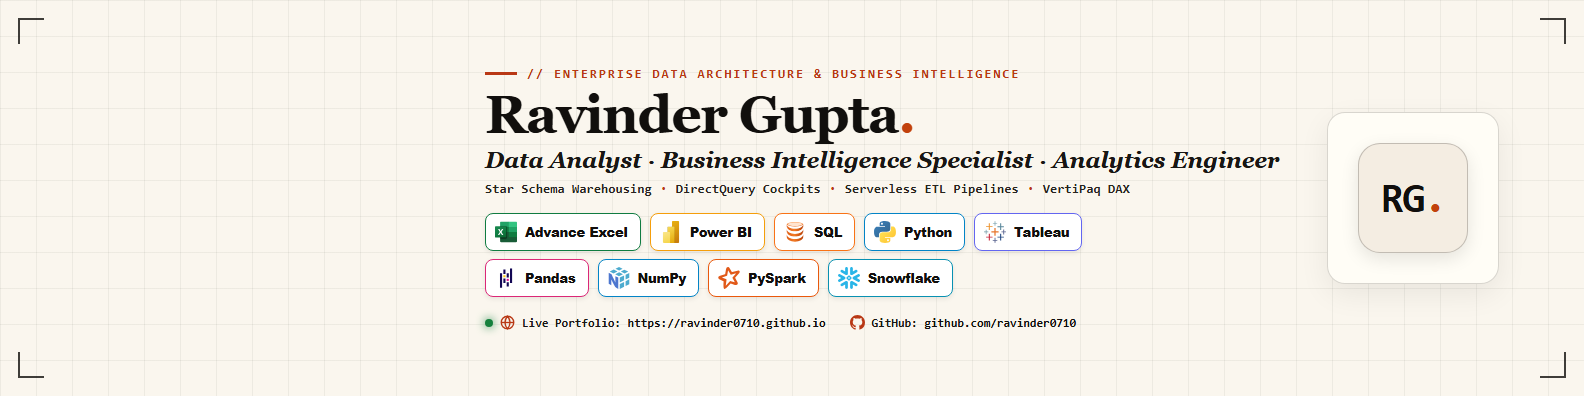 // ENTERPRISE DATA ARCHITECTURE & BUSINESS INTELLIGENCE
Ravinder Gupta.
Data Analyst · Business Intelligence Specialist · Analytics Engineer
Star Schema Warehousing • DirectQuery Cockpits • Serverless ETL Pipelines • VertiPaq DAX
Advance Excel Power BI SQL Python Tableau
Pandas NumPy PySpark Snowflake
Live Portfolio: https://ravinder0710.github.io GitHub: github.com/ravinder0710
RG.